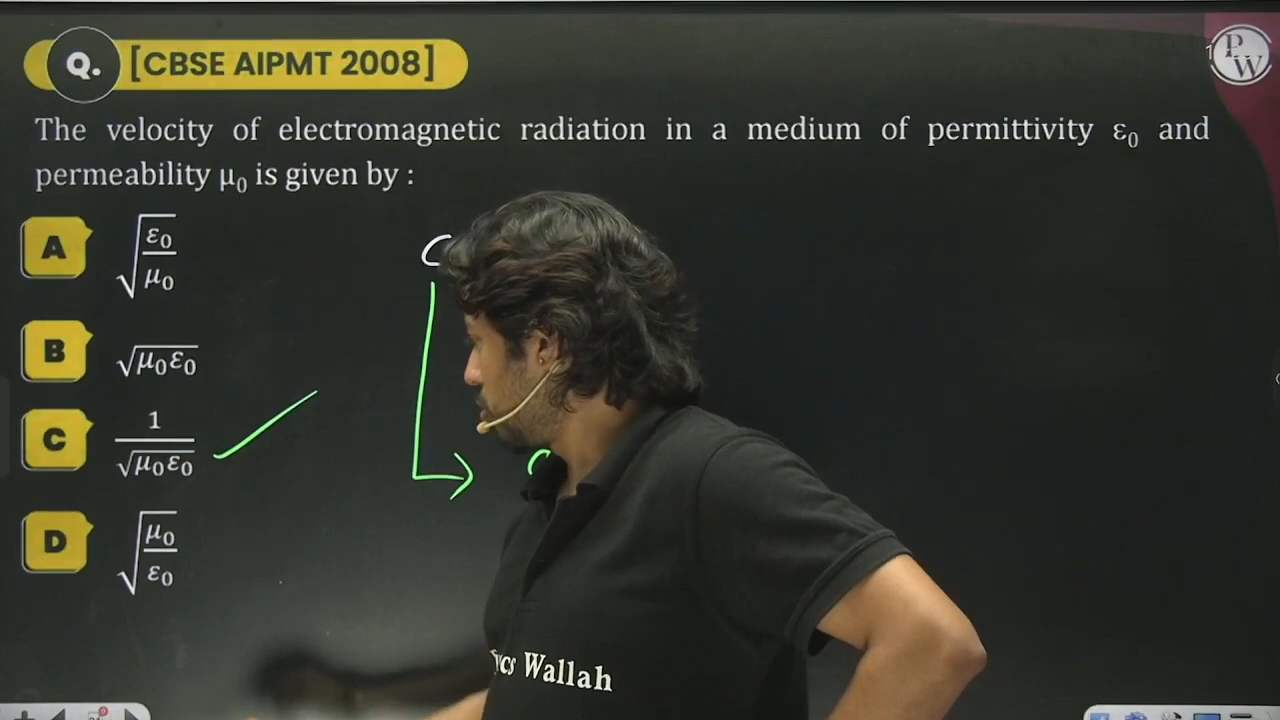 Q. [CBSE AIPMT 2008]
PW
The velocity of electromagnetic radiation in a medium of permittivity ε₀ and
permeability μ₀ is given by :
A √(ε₀/μ₀)
C
B √(μ₀ε₀)
C 1/√(μ₀ε₀)
D √(μ₀/ε₀)
Wallah